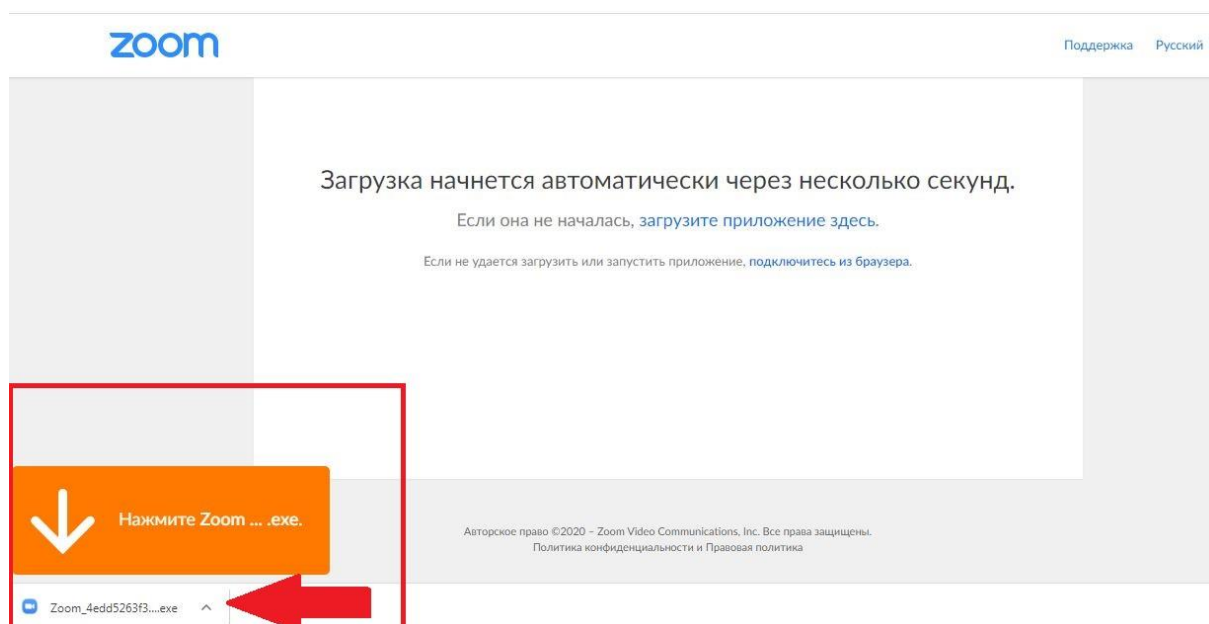 zoom
Поддержка Русский
Загрузка начнется автоматически через несколько секунд.
Если она не началась, загрузите приложение здесь.
Если не удается загрузить или запустить приложение, подключитесь из браузера.
Нажмите Zoom ... .exe.
Авторское право ©2020 – Zoom Video Communications, Inc. Все права защищены.
Политика конфиденциальности и Правовая политика
Zoom_4edd5263f3....exe